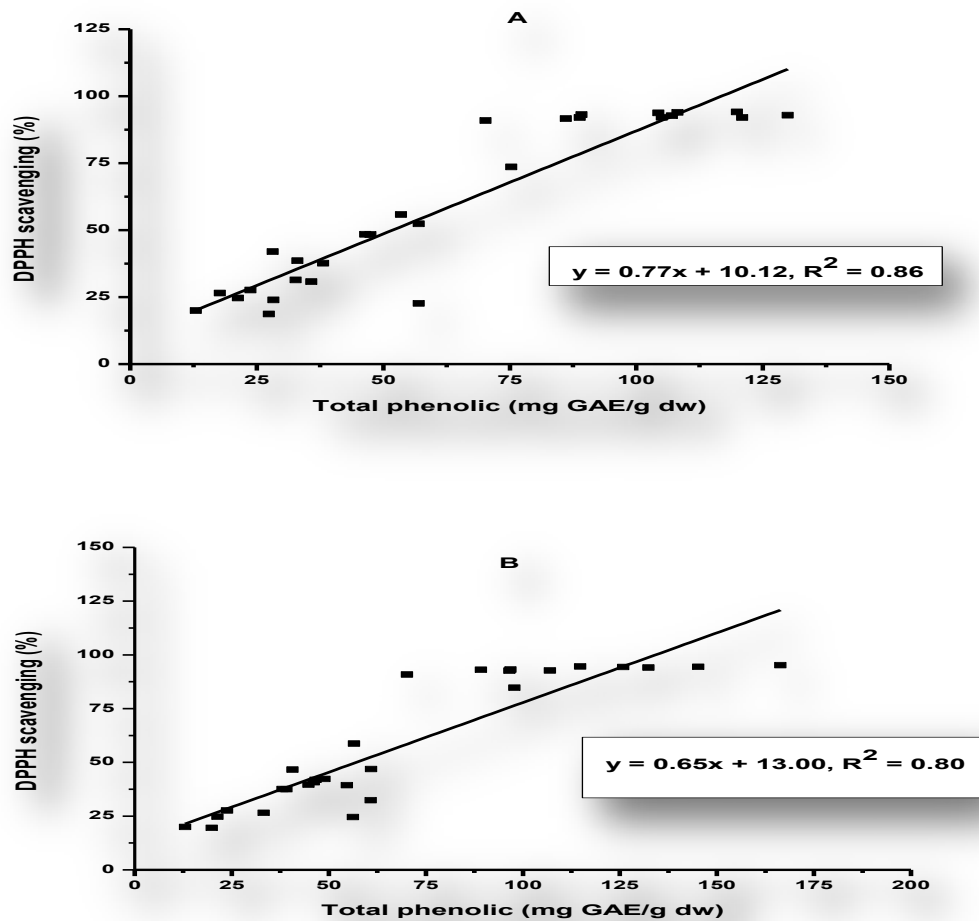 A
125
100
75
50
25
0
DPPH scavenging (%)
y = 0.77x + 10.12, R² = 0.86
0 25 50 75 100 125 150
Total phenolic (mg GAE/g dw)
B
150
125
100
75
50
25
0
DPPH scavenging (%)
y = 0.65x + 13.00, R² = 0.80
0 25 50 75 100 125 150 175 200
Total phenolic (mg GAE/g dw)